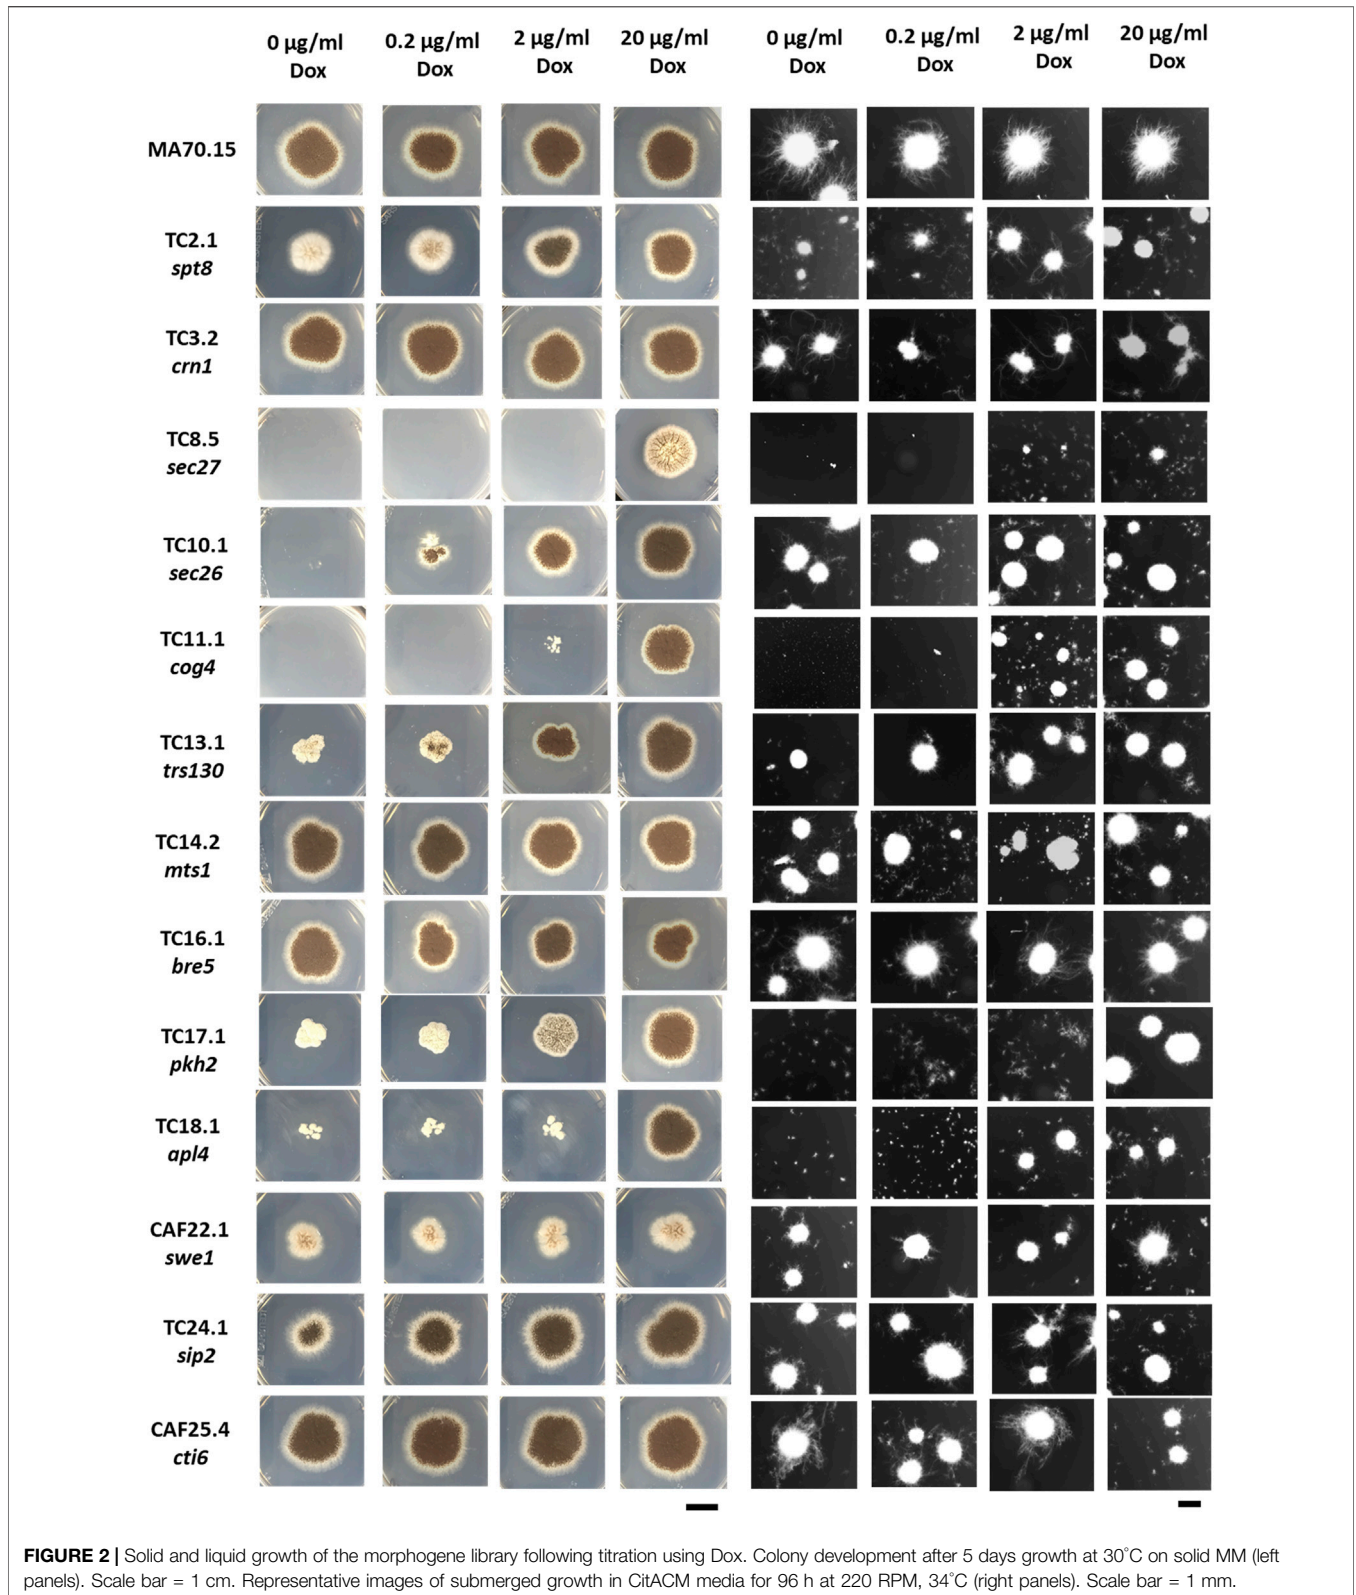 0 µg/ml Dox 0.2 µg/ml Dox 2 µg/ml Dox 20 µg/ml Dox 0 µg/ml Dox 0.2 µg/ml Dox 2 µg/ml Dox 20 µg/ml Dox
MA70.15
TC2.1
spt8
TC3.2
crn1
TC8.5
sec27
TC10.1
sec26
TC11.1
cog4
TC13.1
trs130
TC14.2
mts1
TC16.1
bre5
TC17.1
pkh2
TC18.1
apl4
CAF22.1
swe1
TC24.1
sip2
CAF25.4
cti6
FIGURE 2 | Solid and liquid growth of the morphogene library following titration using Dox. Colony development after 5 days growth at 30˚C on solid MM (left
panels). Scale bar = 1 cm. Representative images of submerged growth in CitACM media for 96 h at 220 RPM, 34˚C (right panels). Scale bar = 1 mm.